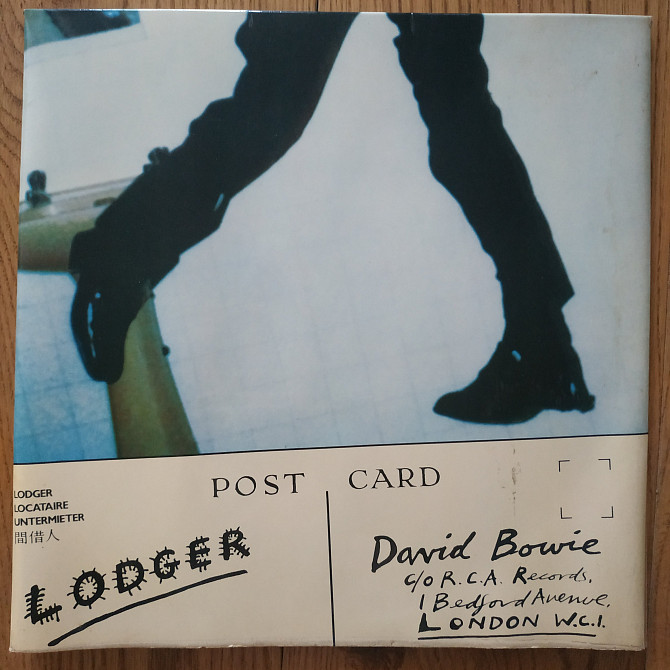 POST CARD
LODGER
LOCATAIRE
UNTERMIETER
間借人
LODGER
David Bowie
c/o R.C.A. Records,
1 Bedford Avenue,
LONDON W.C.1.